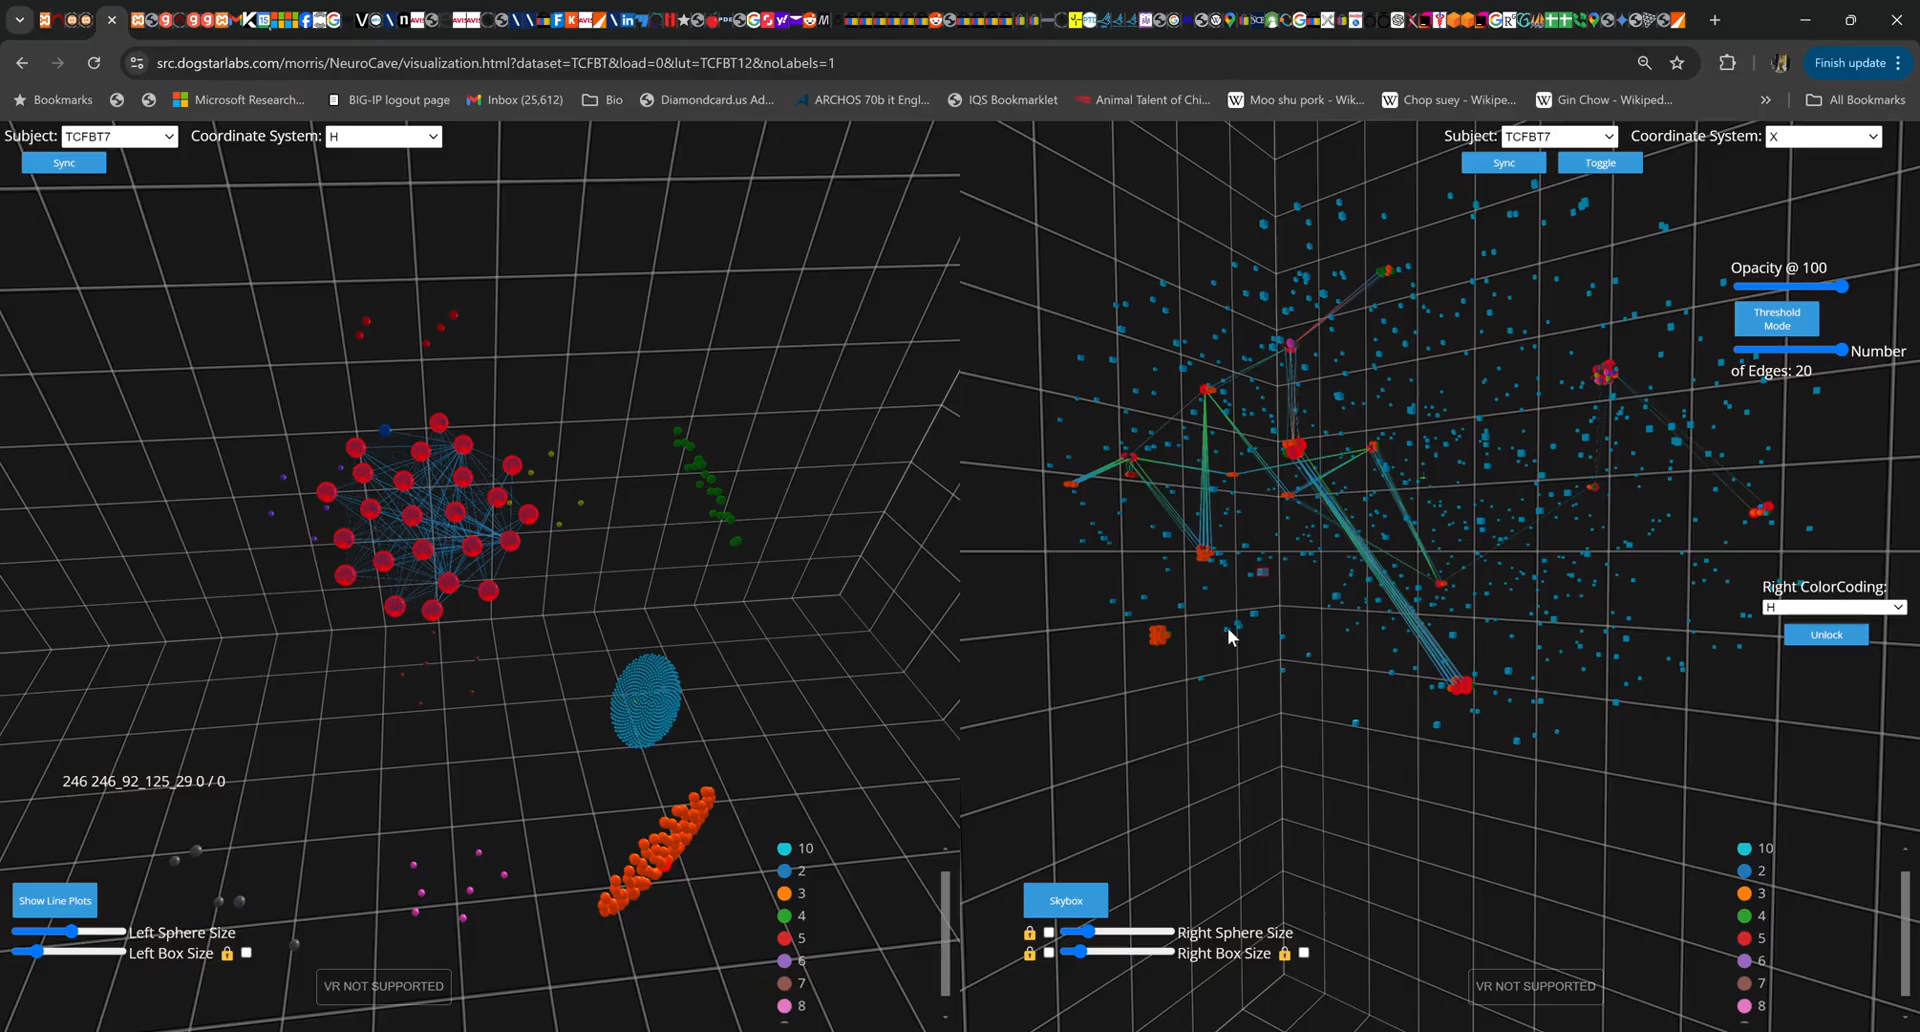 src.dogstarlabs.com/morris/NeuroCave/visualization.html?dataset=TCFBT&load=0&lut=TCFBT12&noLabels=1
Finish update
Bookmarks
Microsoft Research...
BIG-IP logout page
Inbox (25,612)
Bio
Diamondcard.us Ad...
ARCHOS 70b it Engl...
IQS Bookmarklet
Animal Talent of Chi...
Moo shu pork - Wik...
Chop suey - Wikipe...
Gin Chow - Wikiped...
All Bookmarks
Subject: TCFBT7 Coordinate System: H
Sync
Subject: TCFBT7 Coordinate System: X
Sync Toggle
Opacity @ 100
Threshold
Mode
Number
of Edges: 20
Right ColorCoding:
H
Unlock
246 246_92_125_29 0 / 0
Show Line Plots
Left Sphere Size
Left Box Size
VR NOT SUPPORTED
10
2
3
4
5
6
7
8
Skybox
Right Sphere Size
Right Box Size
VR NOT SUPPORTED
10
2
3
4
5
6
7
8